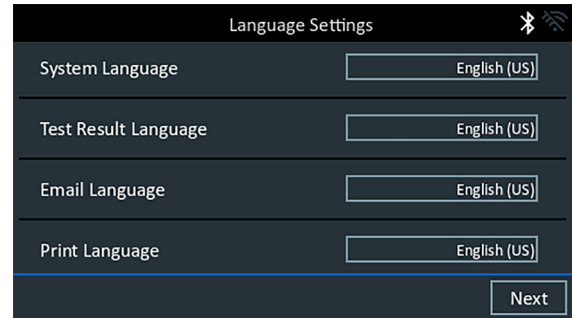 Language Settings
System Language English (US)
Test Result Language English (US)
Email Language English (US)
Print Language English (US)
Next